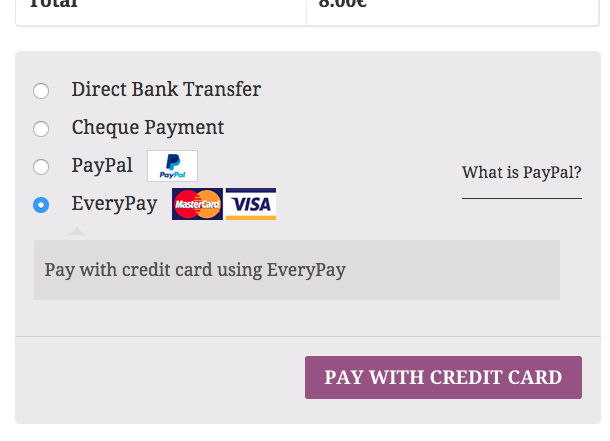 Total 8.00€
Direct Bank Transfer
Cheque Payment
PayPal PayPal What is PayPal?
EveryPay MasterCard VISA
Pay with credit card using EveryPay
PAY WITH CREDIT CARD